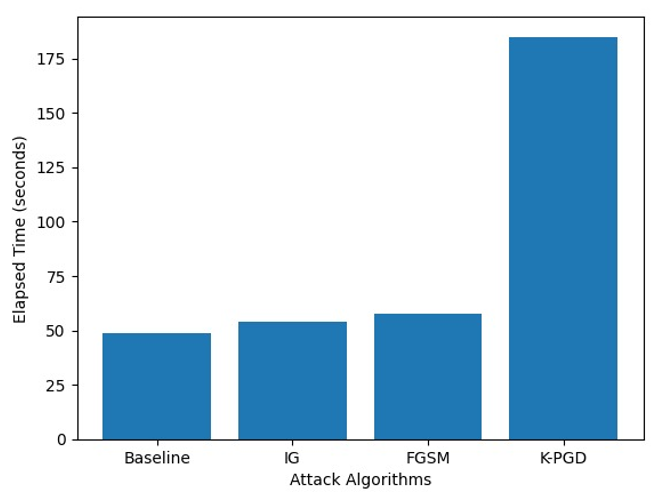 Elapsed Time (seconds)
175
150
125
100
75
50
25
0
Baseline IG FGSM K-PGD
Attack Algorithms